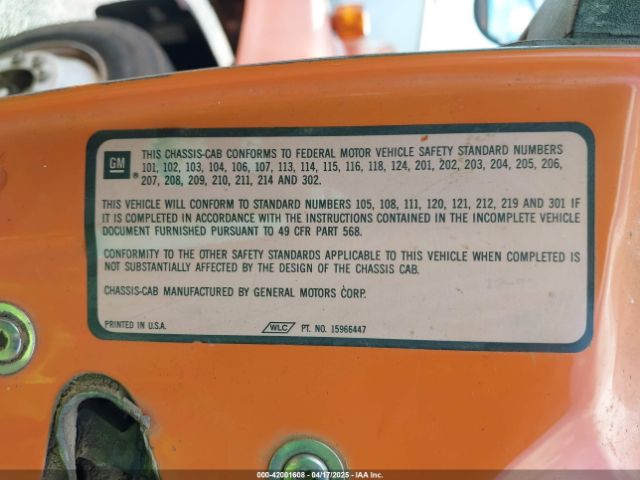 GM
THIS CHASSIS-CAB CONFORMS TO FEDERAL MOTOR VEHICLE SAFETY STANDARD NUMBERS
101, 102, 103, 104, 106, 107, 113, 114, 115, 116, 118, 124, 201, 202, 203, 204, 205, 206,
207, 208, 209, 210, 211, 214 AND 302.
THIS VEHICLE WILL CONFORM TO STANDARD NUMBERS 105, 108, 111, 120, 121, 212, 219 AND 301 IF
IT IS COMPLETED IN ACCORDANCE WITH THE INSTRUCTIONS CONTAINED IN THE INCOMPLETE VEHICLE
DOCUMENT FURNISHED PURSUANT TO 49 CFR PART 568.
CONFORMITY TO THE OTHER SAFETY STANDARDS APPLICABLE TO THIS VEHICLE WHEN COMPLETED IS
NOT SUBSTANTIALLY AFFECTED BY THE DESIGN OF THE CHASSIS CAB.
CHASSIS-CAB MANUFACTURED BY GENERAL MOTORS CORP.
PRINTED IN U.S.A. WLC PT. NO. 15966447
000-42001608 - 04/17/2025 - IAA Inc.